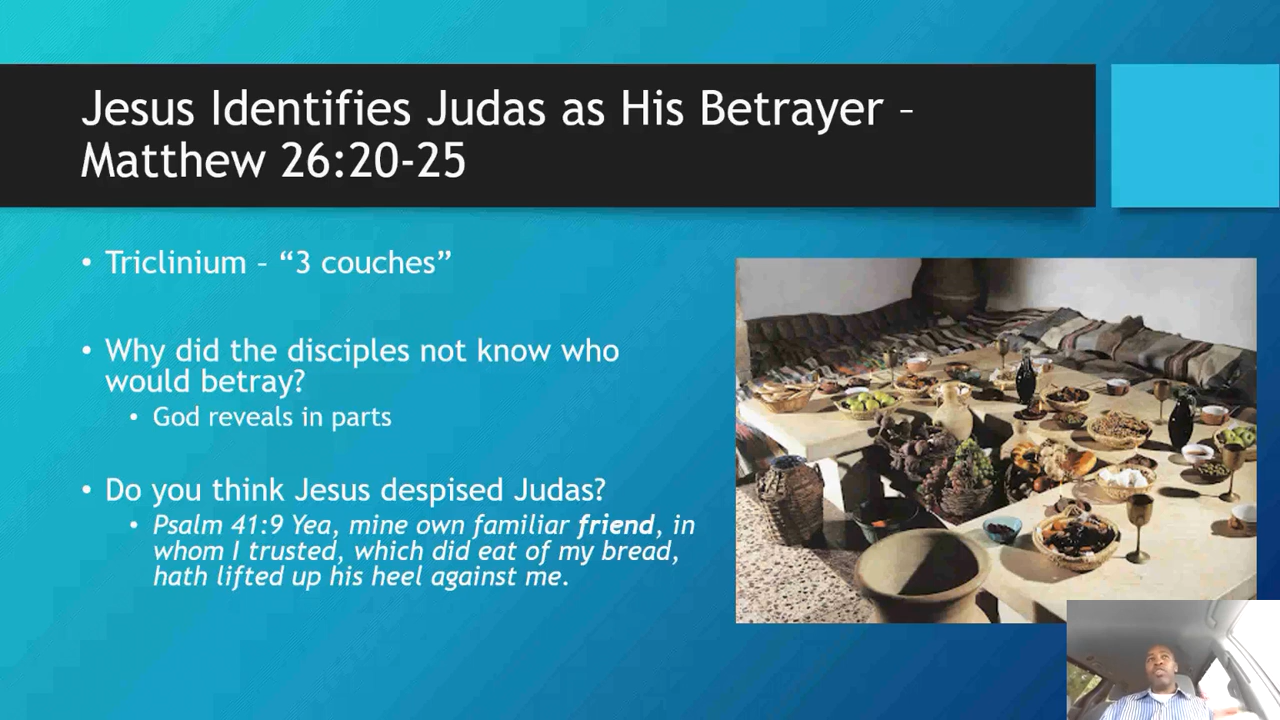 Jesus Identifies Judas as His Betrayer –
Matthew 26:20-25
• Triclinium – “3 couches”
• Why did the disciples not know who
would betray?
• God reveals in parts
• Do you think Jesus despised Judas?
• Psalm 41:9 Yea, mine own familiar friend, in
whom I trusted, which did eat of my bread,
hath lifted up his heel against me.